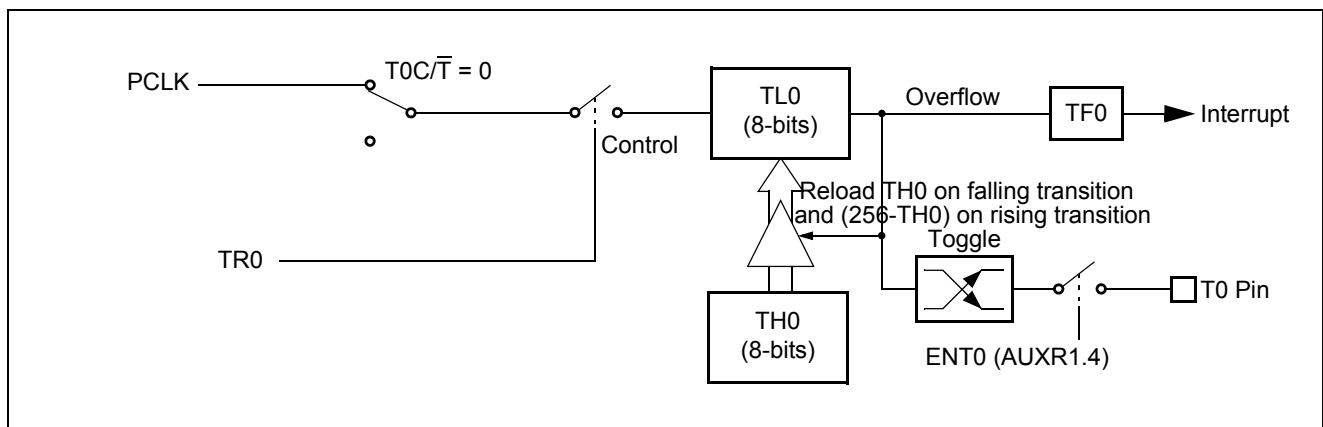 T0C/T̅ = 0
PCLK
TL0
(8-bits)
Overflow
TF0
Interrupt
Control
Reload TH0 on falling transition
and (256-TH0) on rising transition
Toggle
TR0
T0 Pin
TH0
(8-bits)
ENT0 (AUXR1.4)